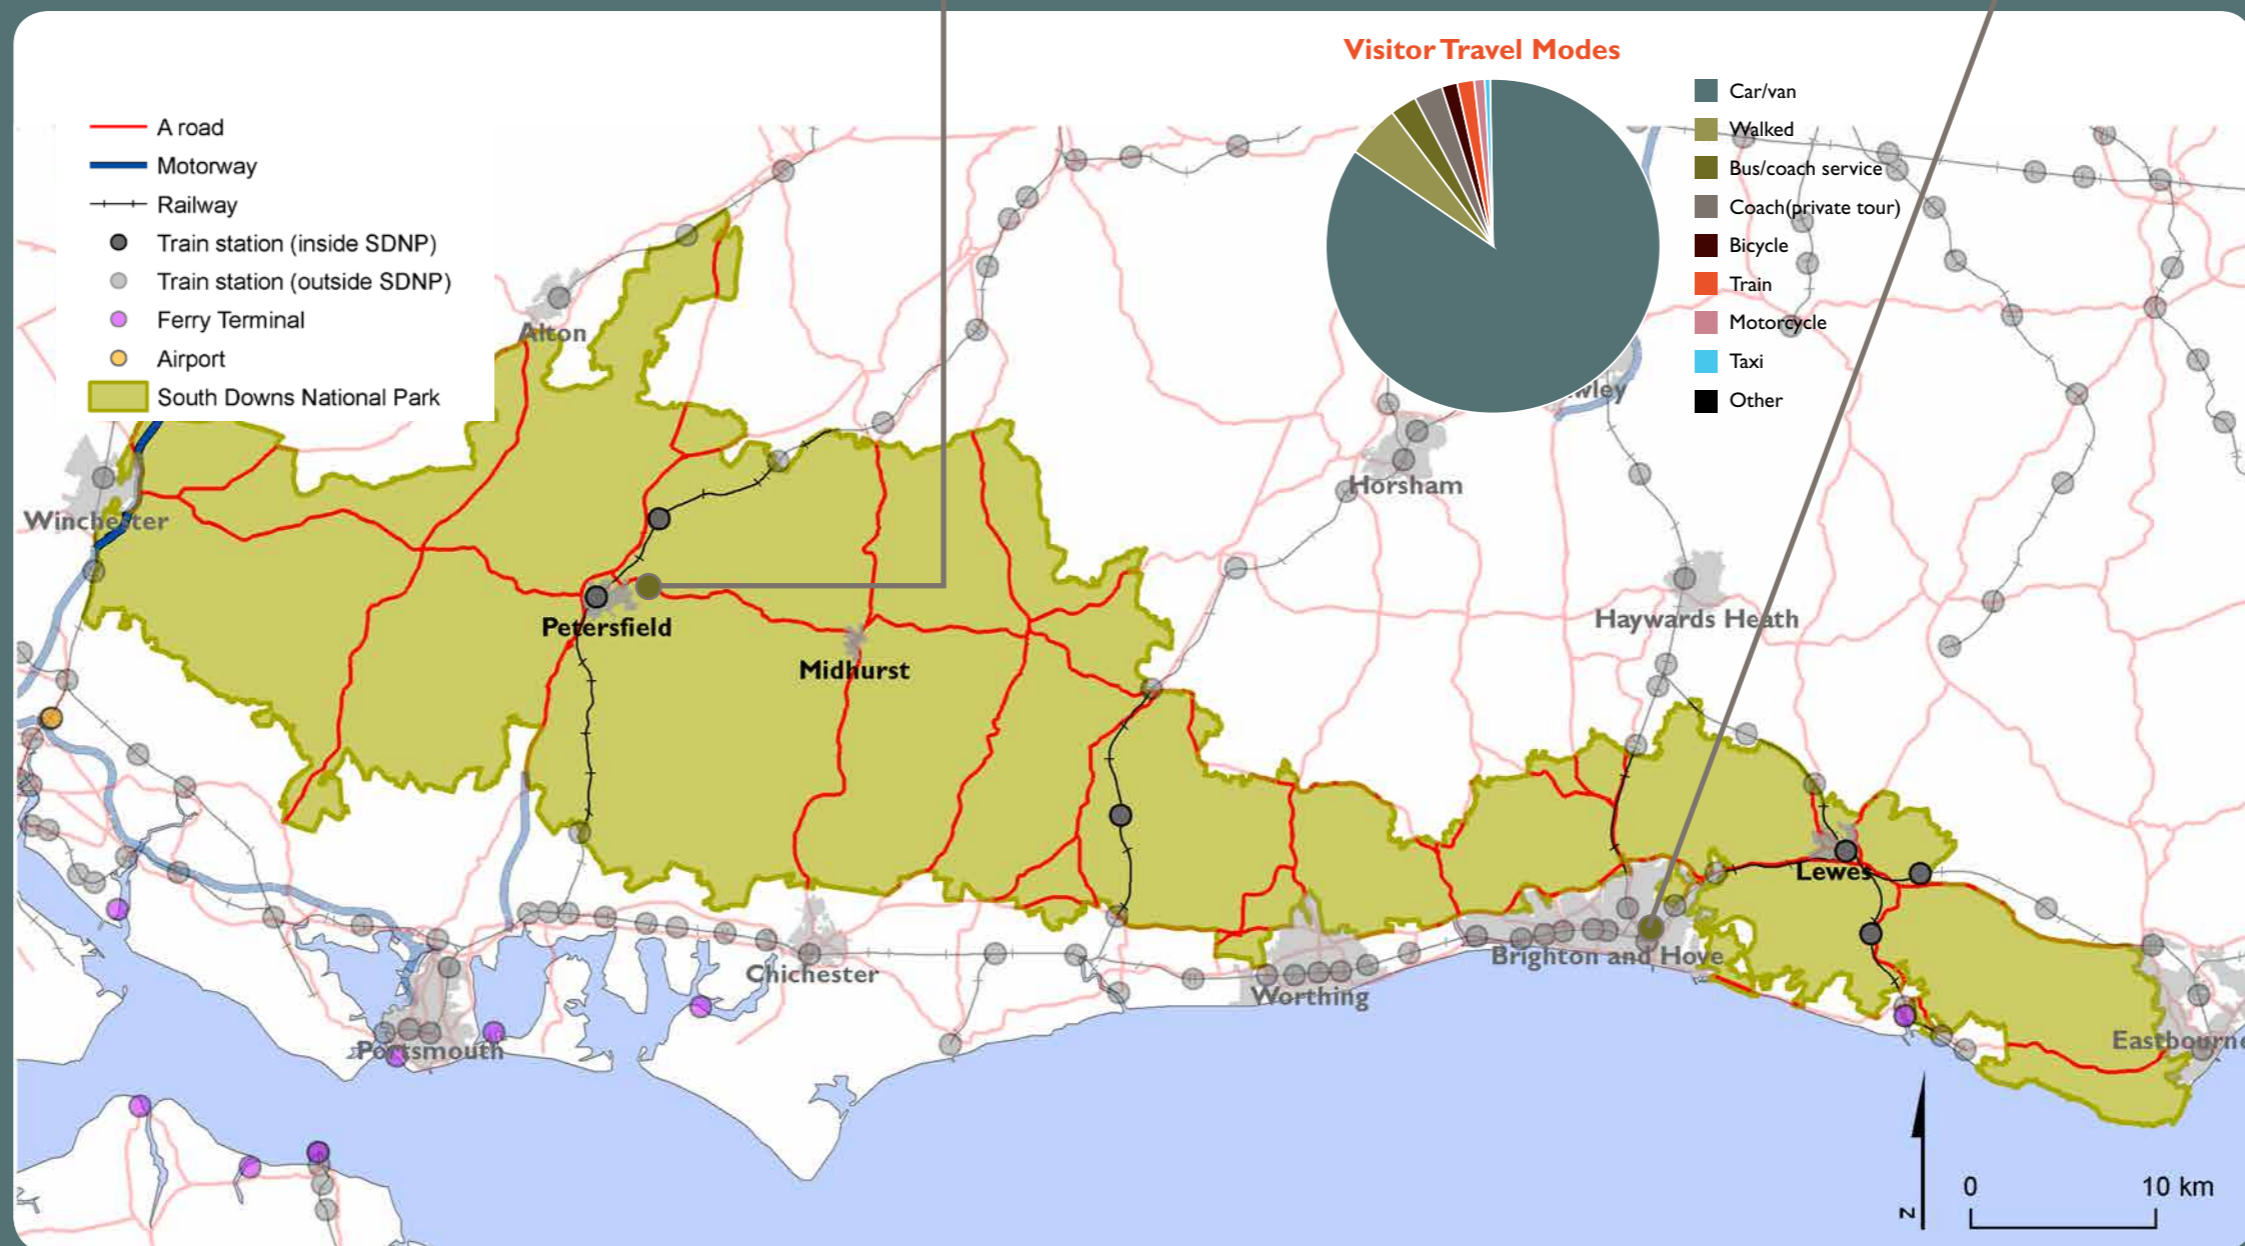 Visitor Travel Modes
Car/van
Walked
Bus/coach service
Coach(private tour)
Bicycle
Train
Motorcycle
Taxi
Other
A road
Motorway
Railway
Train station (inside SDNP)
Train station (outside SDNP)
Ferry Terminal
Airport
South Downs National Park
Alton
wley
Horsham
Winchester
Haywards Heath
Petersfield
Midhurst
Lewes
Brighton and Hove
Chichester
Worthing
Portsmouth
Eastbourne
N
0 10 km